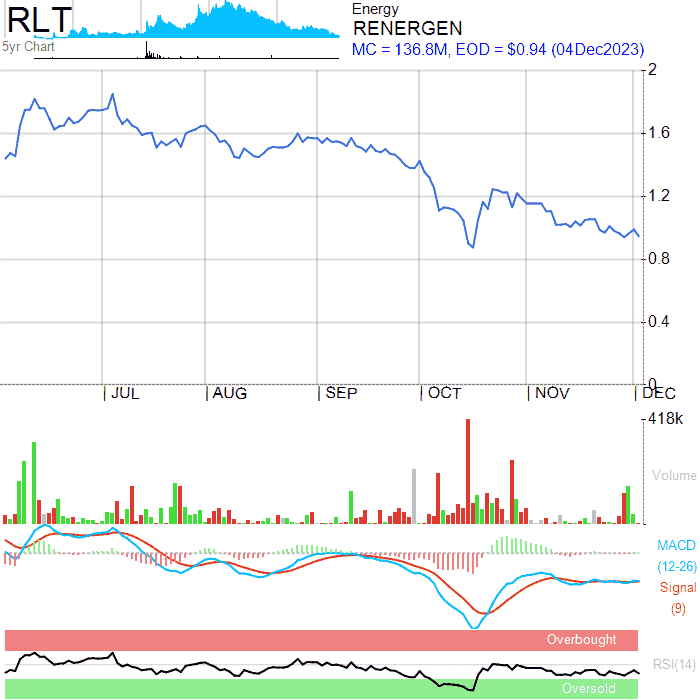 RLT
Energy
RENERGEN
5yr Chart
MC = 136.8M, EOD = $0.94 (04Dec2023)
2
1.6
1.2
0.8
0.4
0
JUL AUG SEP OCT NOV DEC
418k
Volume
MACD
(12-26)
Signal
(9)
Overbought
RSI(14)
Oversold